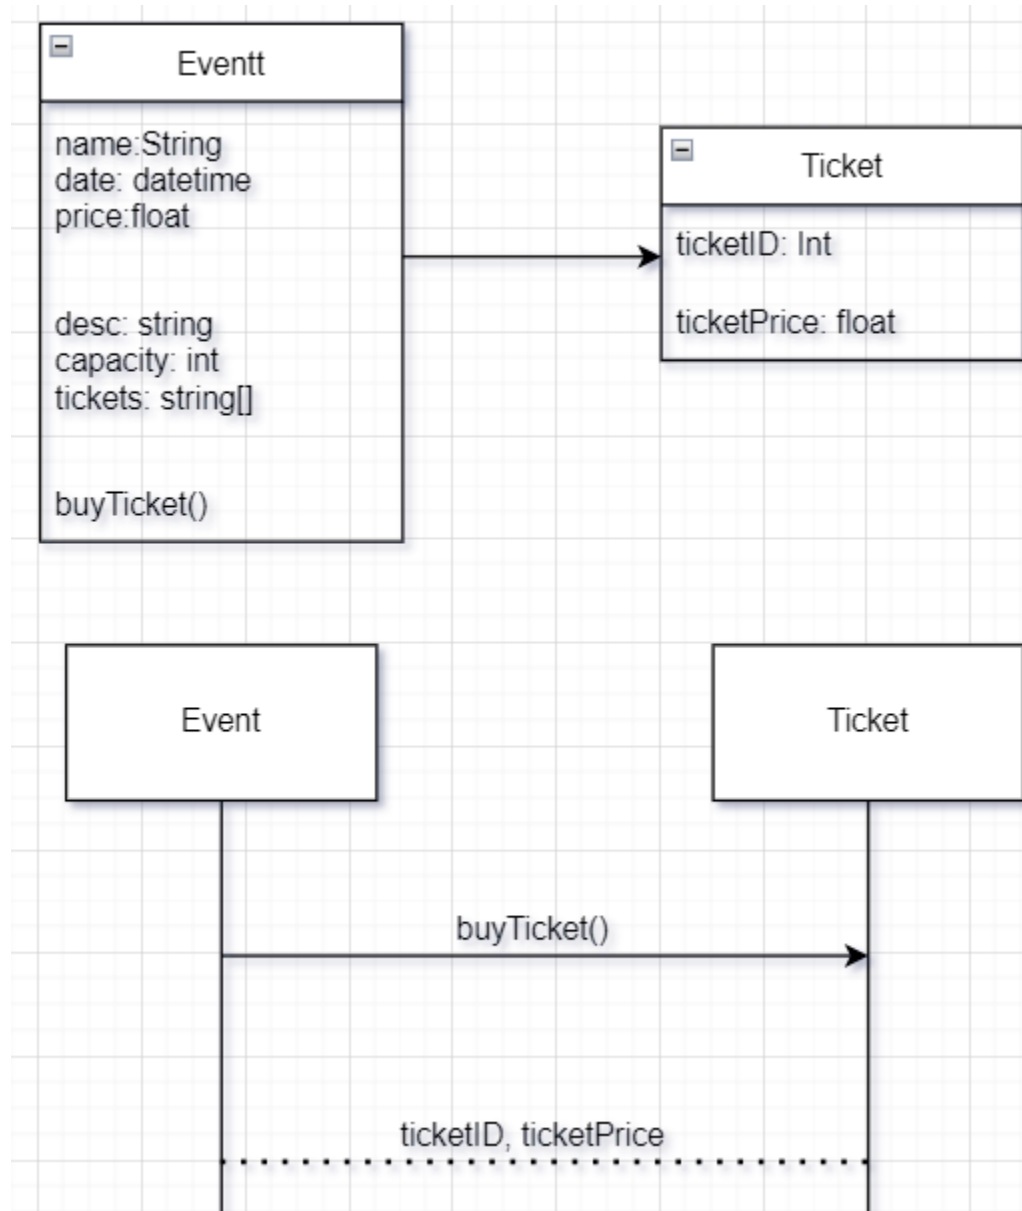 Eventt
name:String
date: datetime
price:float
desc: string
capacity: int
tickets: string[]
buyTicket()
Ticket
ticketID: Int
ticketPrice: float
Event
Ticket
buyTicket()
ticketID, ticketPrice